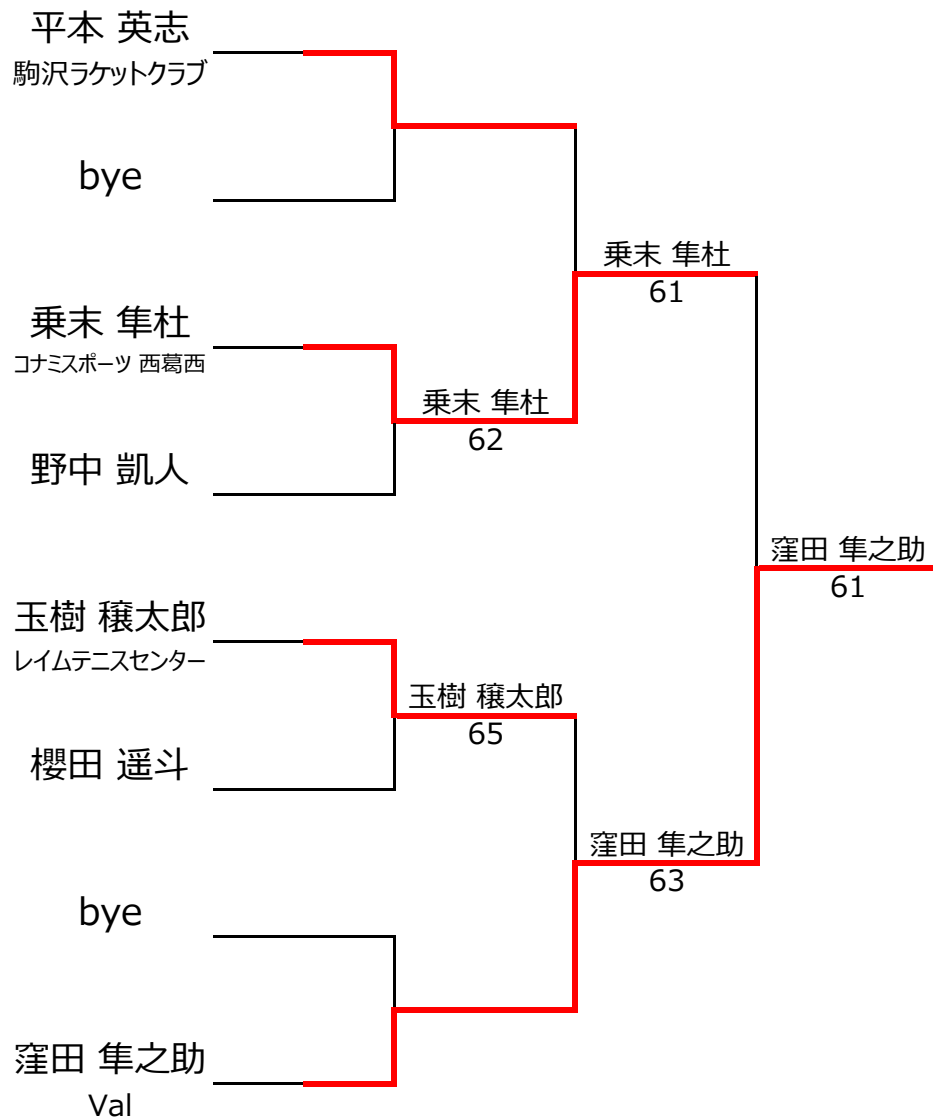 平本 英志
駒沢ラケットクラブ
bye
乗末 隼杜
61
乗末 隼杜
コナミスポーツ 西葛西
乗末 隼杜
62
野中 凱人
窪田 隼之助
61
玉樹 穣太郎
レイムテニスセンター
玉樹 穣太郎
65
櫻田 遥斗
窪田 隼之助
63
bye
窪田 隼之助
Val